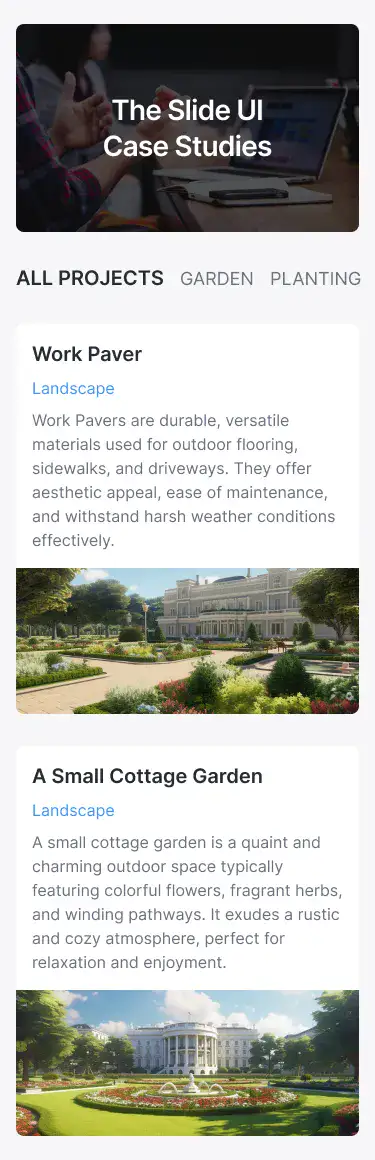 The Slide UI
Case Studies
ALL PROJECTS GARDEN PLANTING
Work Paver
Landscape
Work Pavers are durable, versatile
materials used for outdoor flooring,
sidewalks, and driveways. They offer
aesthetic appeal, ease of maintenance,
and withstand harsh weather conditions
effectively.
A Small Cottage Garden
Landscape
A small cottage garden is a quaint and
charming outdoor space typically
featuring colorful flowers, fragrant herbs,
and winding pathways. It exudes a rustic
and cozy atmosphere, perfect for
relaxation and enjoyment.